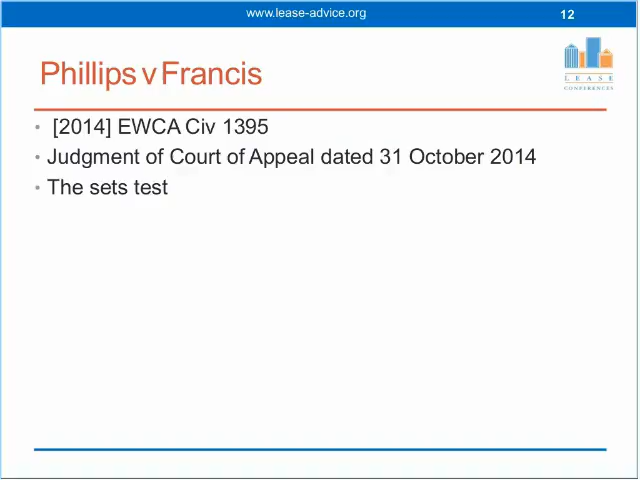 www.lease-advice.org
12
Phillips v Francis
LEASE
CONFERENCES
[2014] EWCA Civ 1395
Judgment of Court of Appeal dated 31 October 2014
The sets test